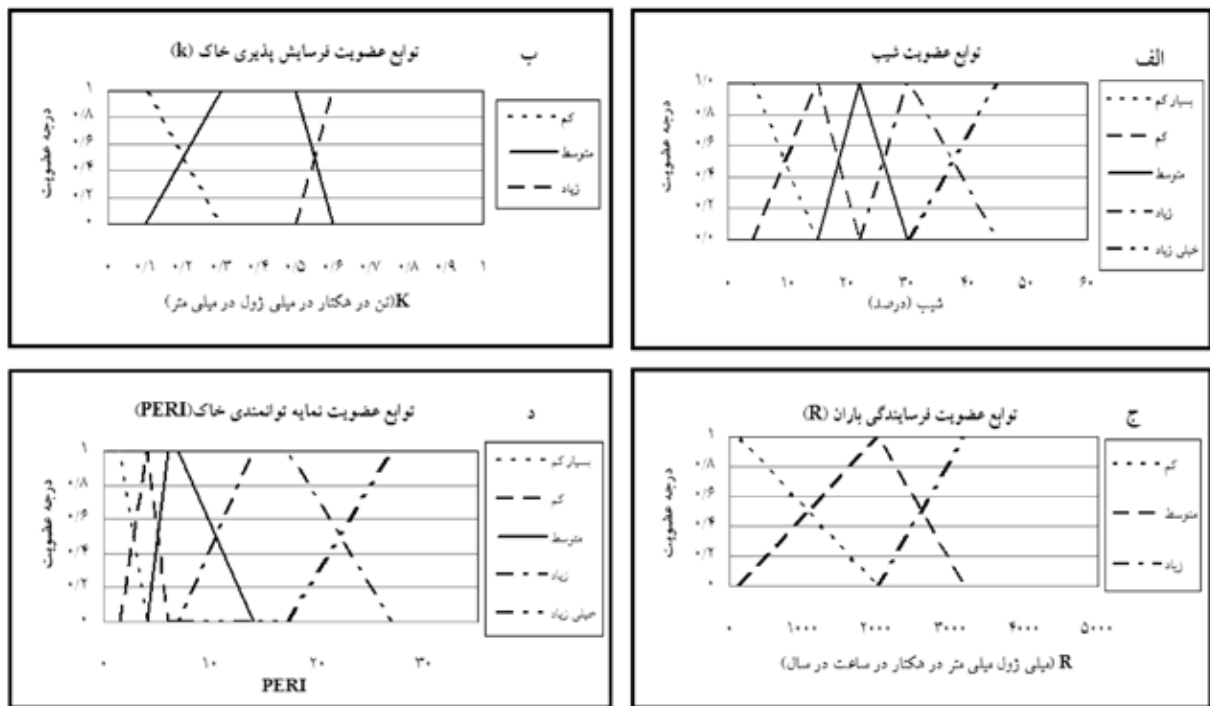 الف
توابع عضویت شیب
درجه عضویت
۱/۰
۰/۸
۰/۶
۰/۴
۰/۲
۰/۰
۰ ۱۰ ۲۰ ۳۰ ۴۰ ۵۰ ۶۰
شیب (درصد)
بسیارکم
کم
متوسط
زیاد
خیلی زیاد
ب
توابع عضویت فرسایش پذیری خاک (k)
درجه عضویت
۱
۰/۸
۰/۶
۰/۴
۰/۲
۰
۰ ۰/۱ ۰/۲ ۰/۳ ۰/۴ ۰/۵ ۰/۶ ۰/۷ ۰/۸ ۰/۹ ۱
K(تن در هکتار در میلی ژول در میلی متر)
کم
متوسط
زیاد
ج
توابع عضویت فرسایندگی باران (R)
درجه عضویت
۱
۰/۸
۰/۶
۰/۴
۰/۲
۰
۰ ۱۰۰۰ ۲۰۰۰ ۳۰۰۰ ۴۰۰۰ ۵۰۰۰
R (میلی ژول میلی متر در هکتار در ساعت در سال)
کم
متوسط
زیاد
د
توابع عضویت نمایه توانمندی خاک(PERI)
درجه عضویت
۱
۰/۸
۰/۶
۰/۴
۰/۲
۰
۰ ۱۰ ۲۰ ۳۰
PERI
بسیارکم
کم
متوسط
زیاد
خیلی زیاد